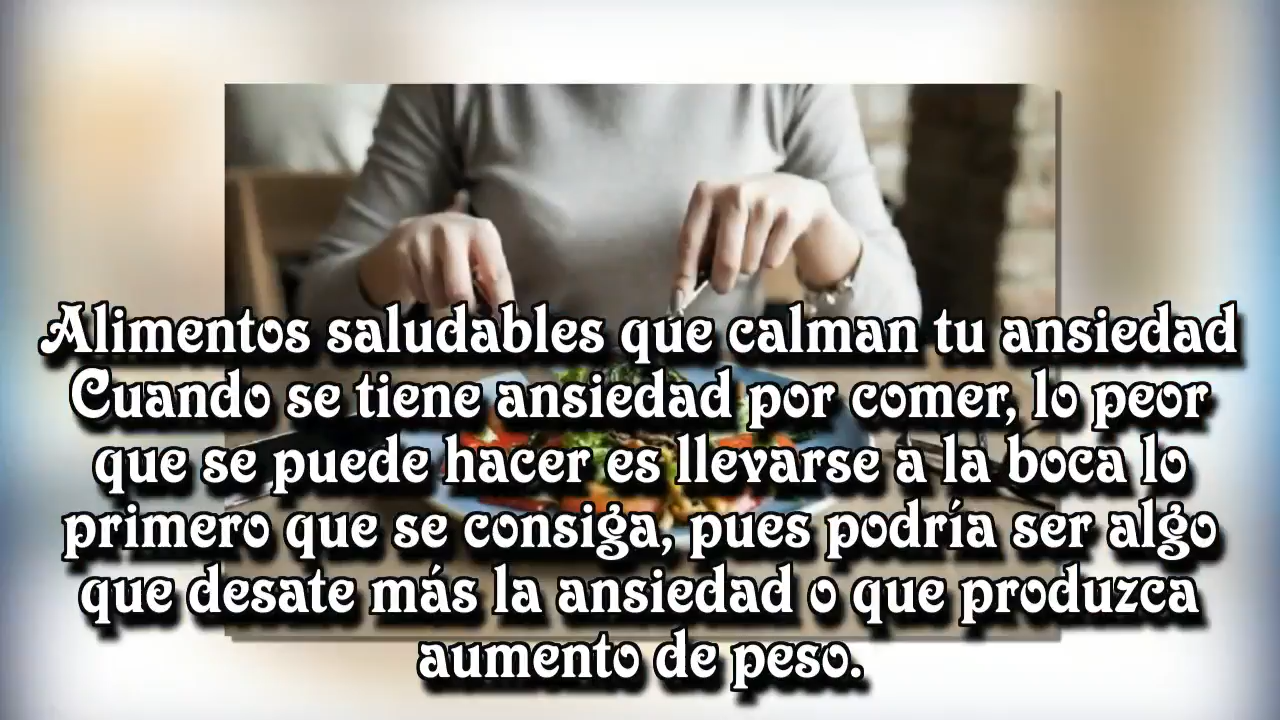 Alimentos saludables que calman tu ansiedad
Cuando se tiene ansiedad por comer, lo peor
que se puede hacer es llevarse a la boca lo
primero que se consiga, pues podría ser algo
que desate más la ansiedad o que produzca
aumento de peso.